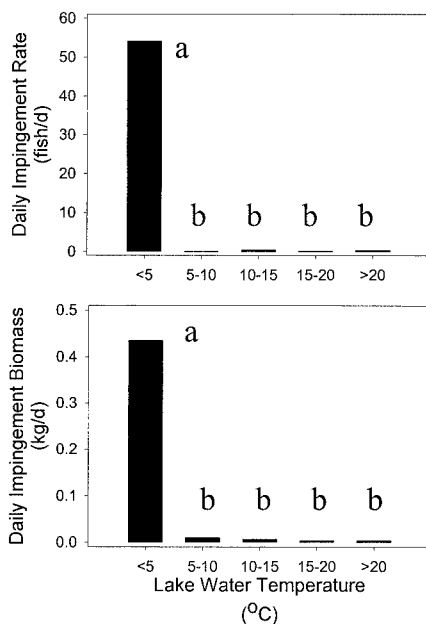 Daily Impingement Rate
(fish/d)
60
50
40
30
20
10
0
a
b b b b
<5 5-10 10-15 15-20 >20
Daily Impingement Biomass
(kg/d)
0.5
0.4
0.3
0.2
0.1
0.0
a
b b b b
<5 5-10 10-15 15-20 >20
Lake Water Temperature
(°C)